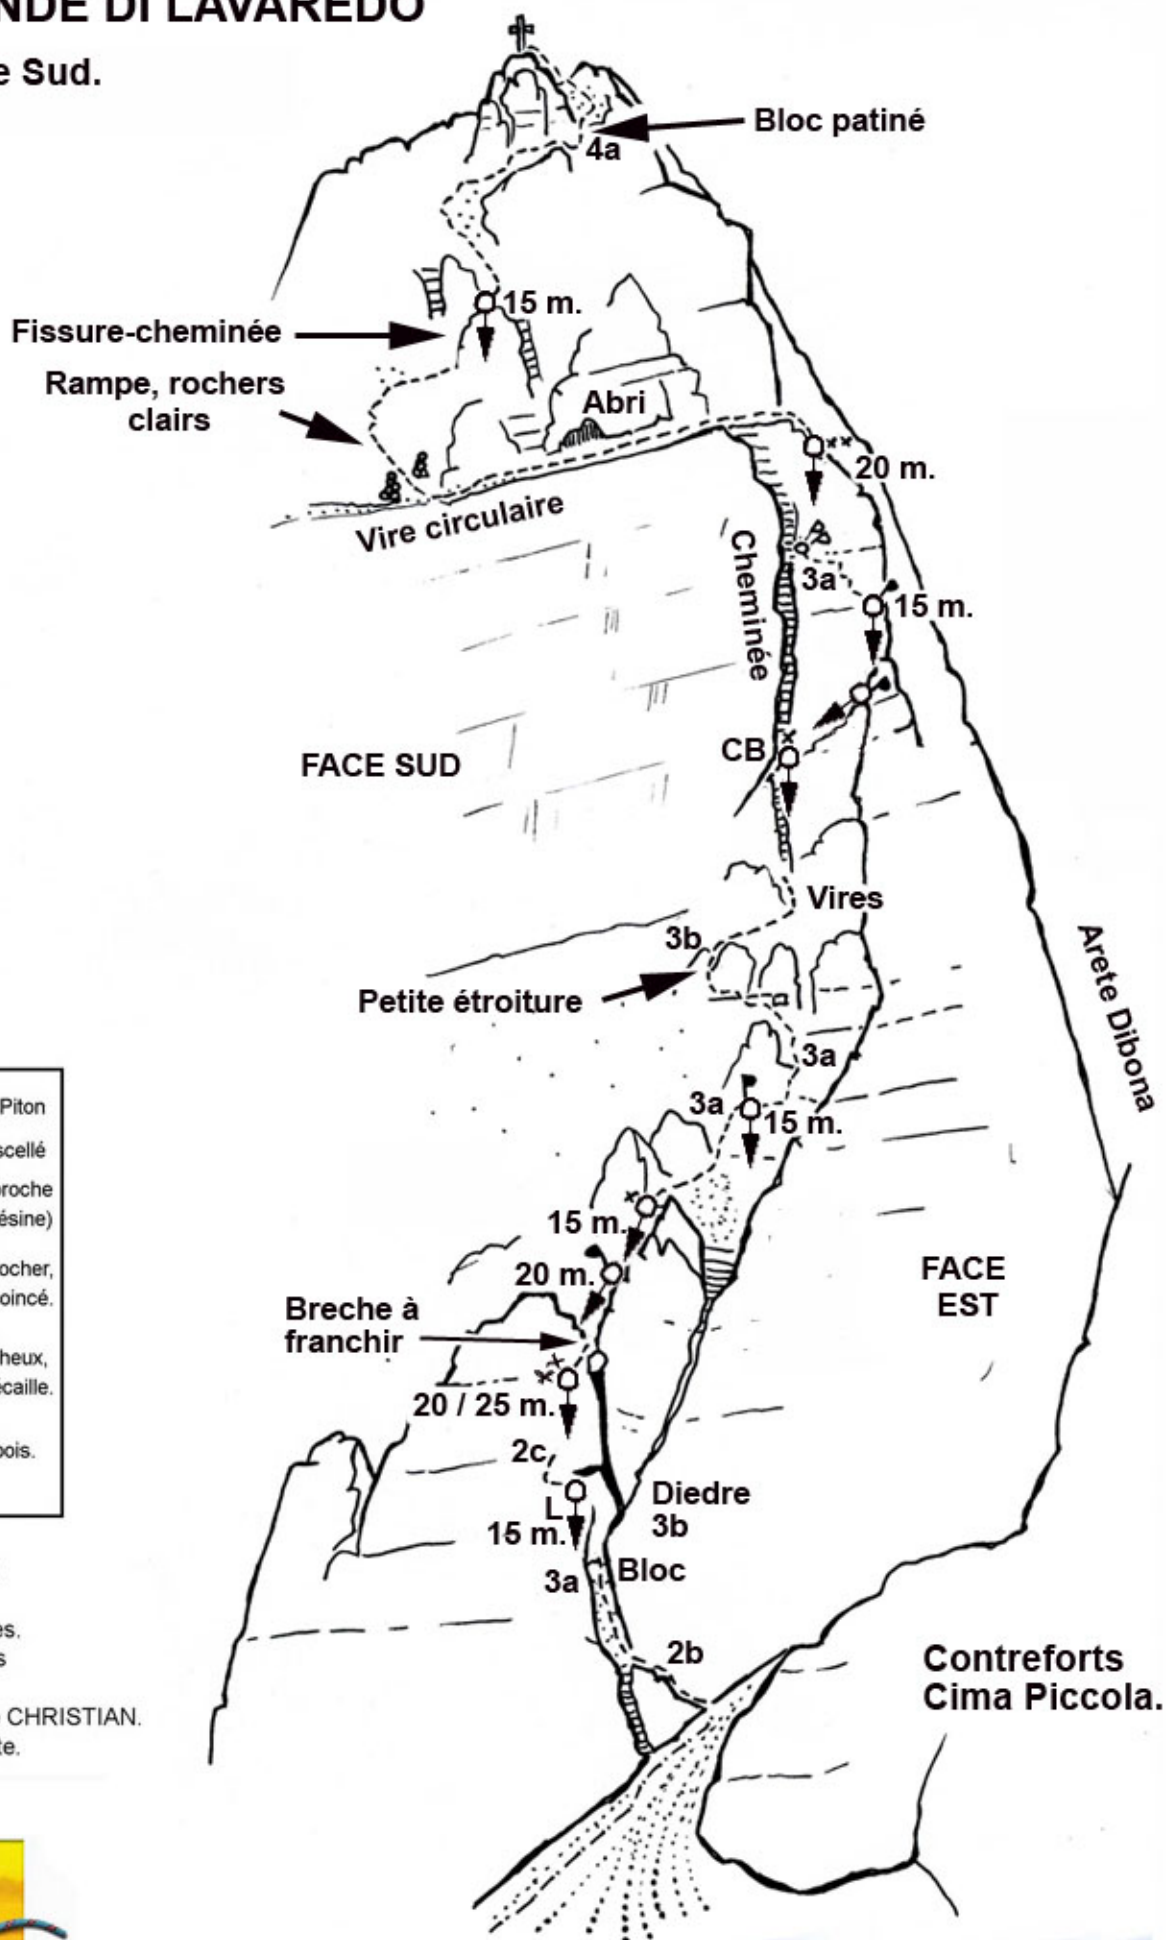 NDE DI LAVAREDO
e Sud.
Bloc patiné
4a
15 m.
Fissure-cheminée
Rampe, rochers
clairs
Abri
20 m.
Vire circulaire
Cheminée
3a
15 m.
CB
FACE SUD
Vires
3b
Petite étroiture
Arete Dibona
3a
3a
15 m.
15 m.
20 m.
FACE
EST
Breche à
franchir
20 / 25 m.
2c
L
15 m.
Diedre
3b
3a
Bloc
2b
Contreforts
Cima Piccola.
Piton
scellé
roche
ésine)
ocher,
oincé.
heux,
écaille.
bois.
es.
s
CHRISTIAN.
te.